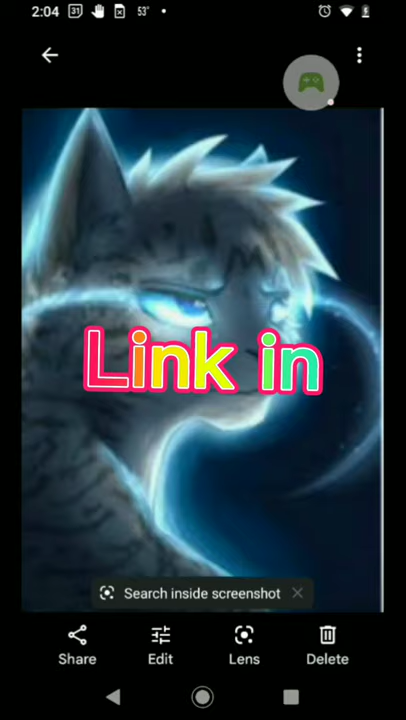 2:04
31
53°
Link in
Search inside screenshot
Share
Edit
Lens
Delete